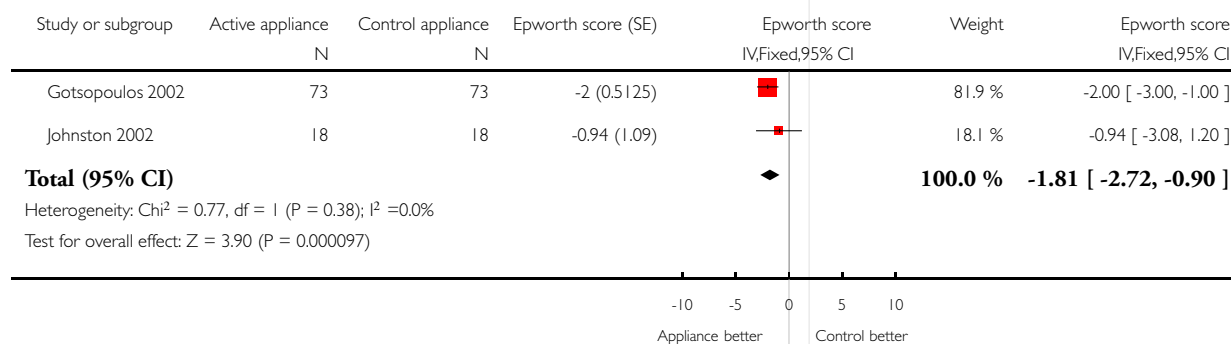 Study or subgroup Active appliance Control appliance Epworth score (SE) Epworth score Weight Epworth score
N N IV,Fixed,95% CI IV,Fixed,95% CI
Gotsopoulos 2002 73 73 -2 (0.5125) 81.9 % -2.00 [ -3.00, -1.00 ]
Johnston 2002 18 18 -0.94 (1.09) 18.1 % -0.94 [ -3.08, 1.20 ]
Total (95% CI) 100.0 % -1.81 [ -2.72, -0.90 ]
Heterogeneity: Chi² = 0.77, df = 1 (P = 0.38); I² =0.0%
Test for overall effect: Z = 3.90 (P = 0.000097)
-10 -5 0 5 10
Appliance better Control better